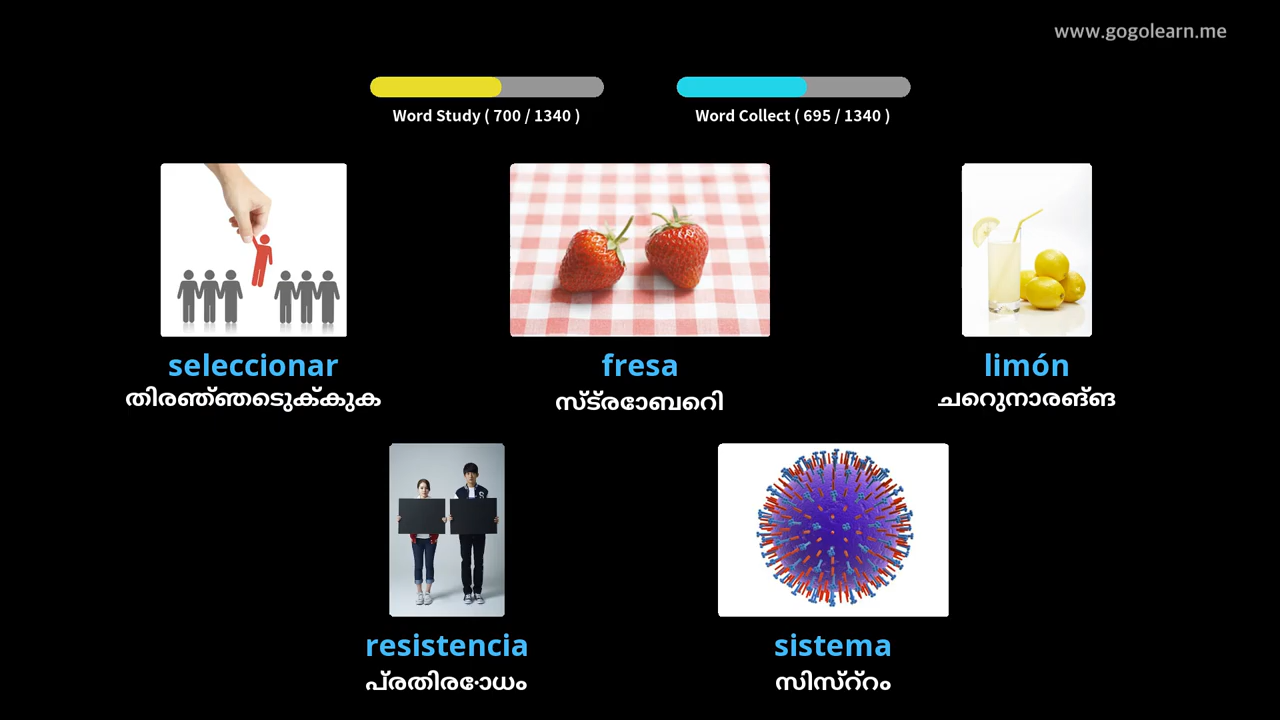 www.gogolearn.me
Word Study ( 700 / 1340 )
Word Collect ( 695 / 1340 )
seleccionar
തിരഞ്ഞെടുക്കുക
fresa
സ്ട്രോബെറി
limón
ചെറുനാരങ്ങ
resistencia
പ്രതിരോധം
sistema
സിസ്റ്റം